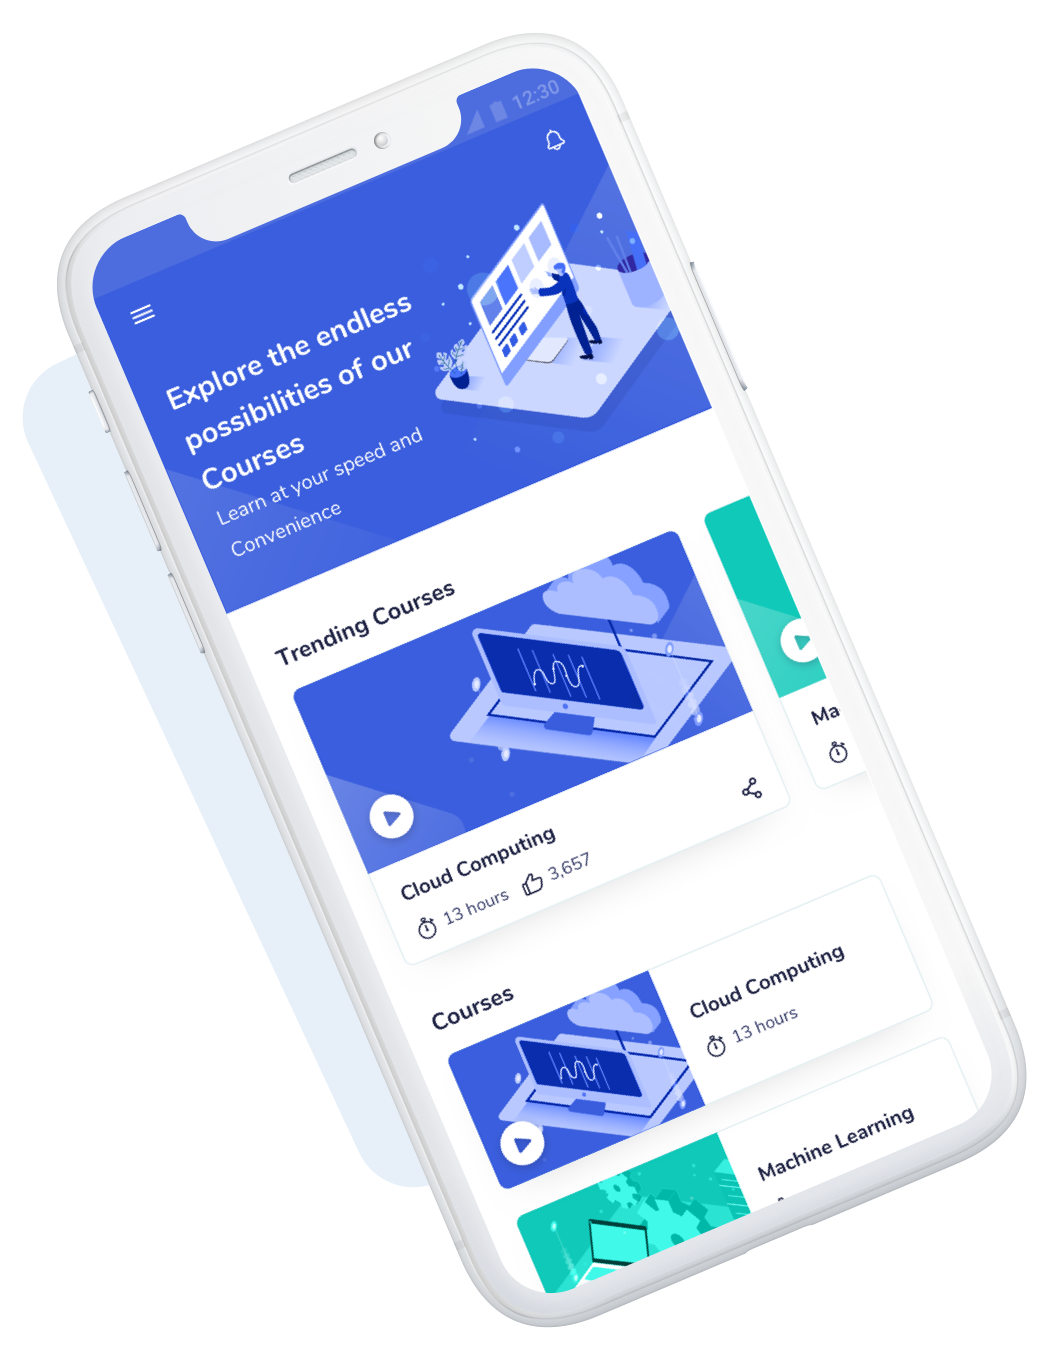 12:30
Explore the endless
possibilities of our
Courses
Learn at your speed and
Convenience
Trending Courses
Cloud Computing
13 hours 3,657
Ma
Courses
Cloud Computing
13 hours
Machine Learning